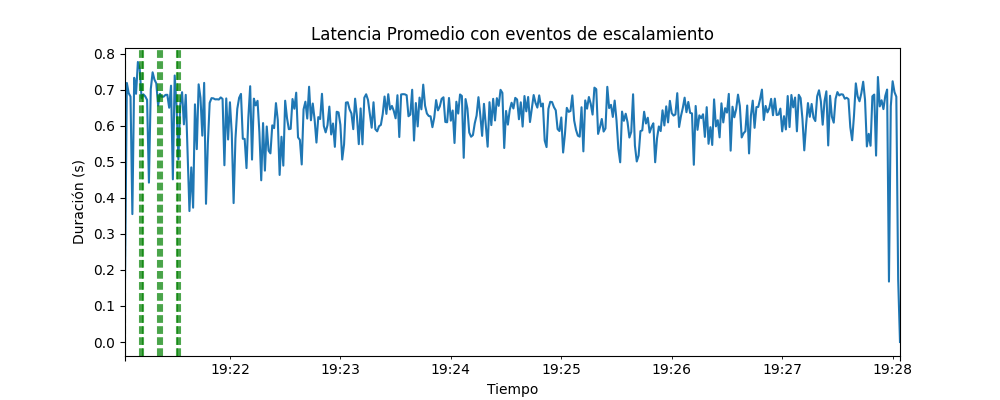 Latencia Promedio con eventos de escalamiento
Duración (s)
0.8
0.7
0.6
0.5
0.4
0.3
0.2
0.1
0.0
19:22 19:23 19:24 19:25 19:26 19:27 19:28
Tiempo